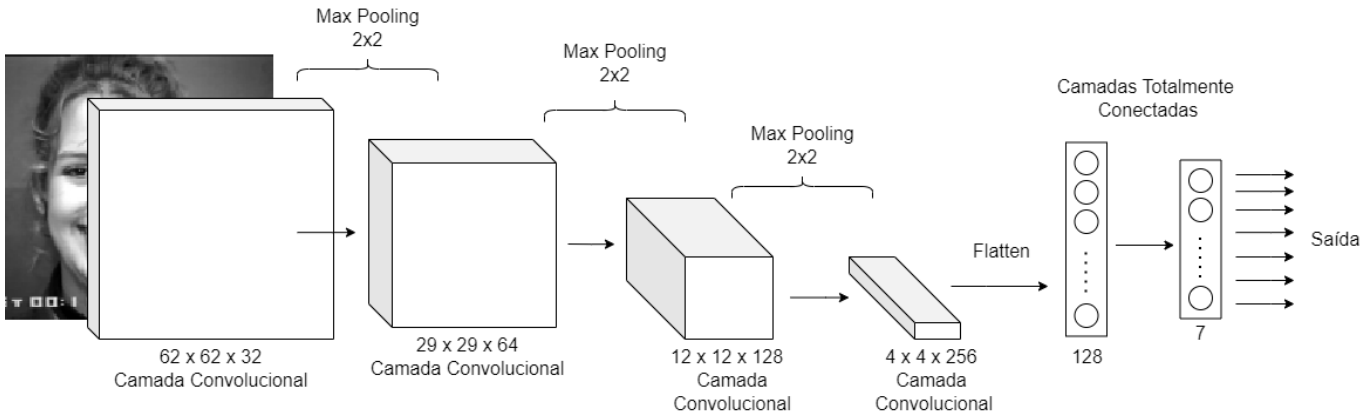 Max Pooling
2x2
Max Pooling
2x2
Max Pooling
2x2
Camadas Totalmente
Conectadas
Flatten
Saída
62 x 62 x 32
Camada Convolucional
29 x 29 x 64
Camada Convolucional
12 x 12 x 128
Camada
Convolucional
4 x 4 x 256
Camada
Convolucional
128
7